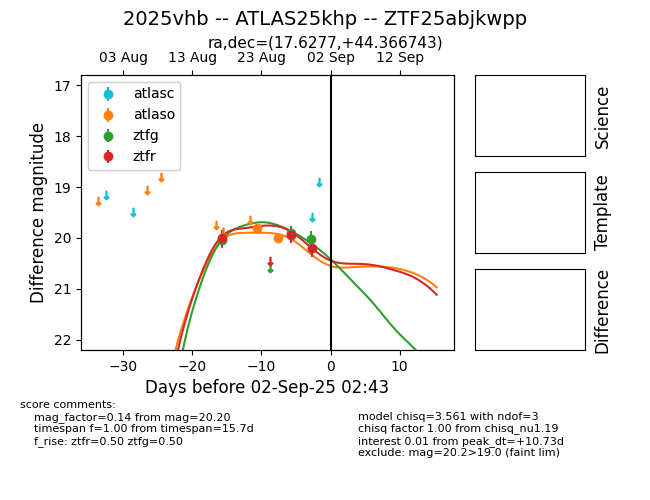 2025vhb -- ATLAS25khp -- ZTF25abjkwpp
ra,dec=(17.6277,+44.366743)
03 Aug 13 Aug 23 Aug 02 Sep 12 Sep
atlasc
atlaso
ztfg
ztfr
17
18
19
20
21
22
Difference magnitude
−30 −20 −10 0 10
Days before 02-Sep-25 02:43
Science
Template
Difference
score comments:
mag_factor=0.14 from mag=20.20
timespan f=1.00 from timespan=15.7d
f_rise: ztfr=0.50 ztfg=0.50
model chisq=3.561 with ndof=3
chisq factor 1.00 from chisq_nu1.19
interest 0.01 from peak_dt=+10.73d
exclude: mag=20.2>19.0 (faint lim)